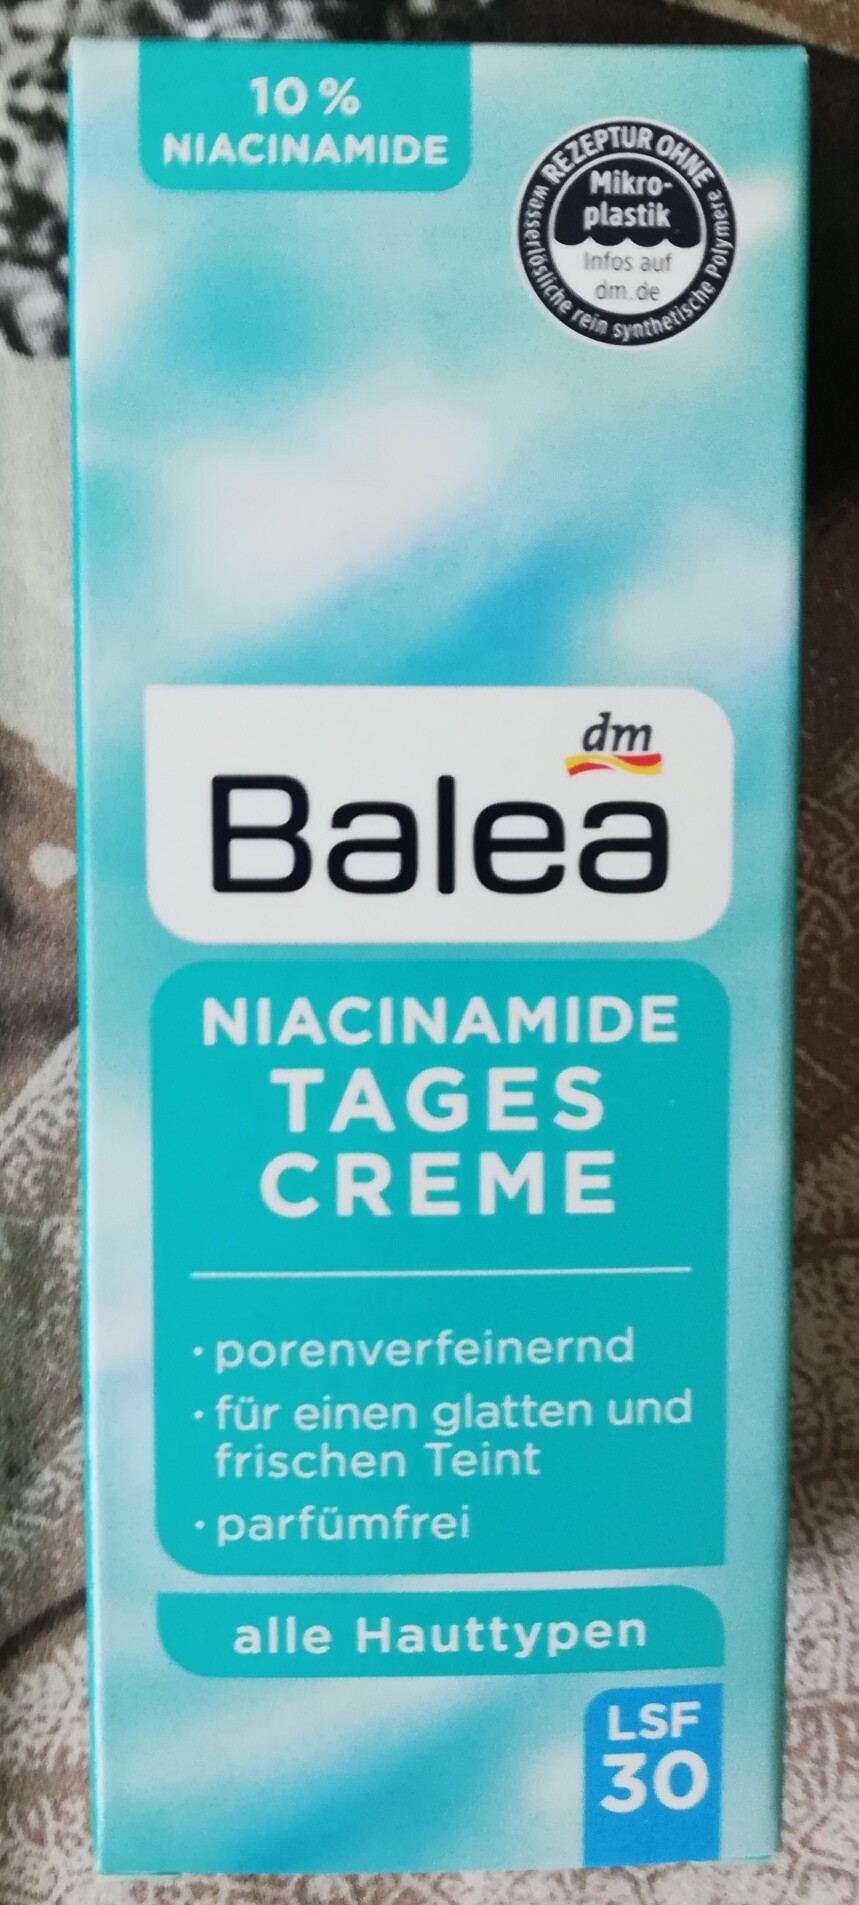 10 %
NIACINAMIDE
REZEPTUR OHNE
Mikro-
plastik
Infos auf
dm.de
wasserlösliche rein synthetische Polymere
dm
Balea
NIACINAMIDE
TAGES
CREME
· porenverfeinernd
· für einen glatten und
frischen Teint
· parfümfrei
alle Hauttypen
LSF
30